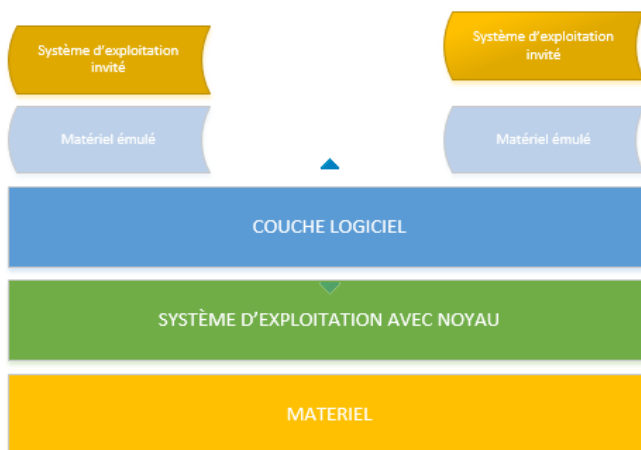 Système d'exploitation
invité
Système d'exploitation
invité
Matériel émulé
Matériel émulé
COUCHE LOGICIEL
SYSTÈME D'EXPLOITATION AVEC NOYAU
MATERIEL